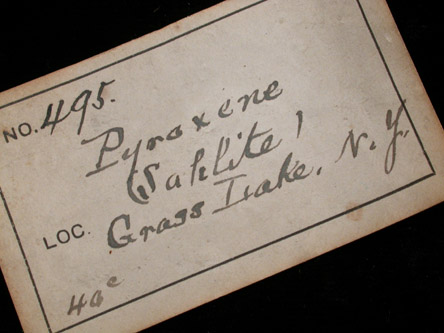 NO. 495.
Pyroxene
(Sahlite)
LOC. Grass Lake, N.Y.
40c